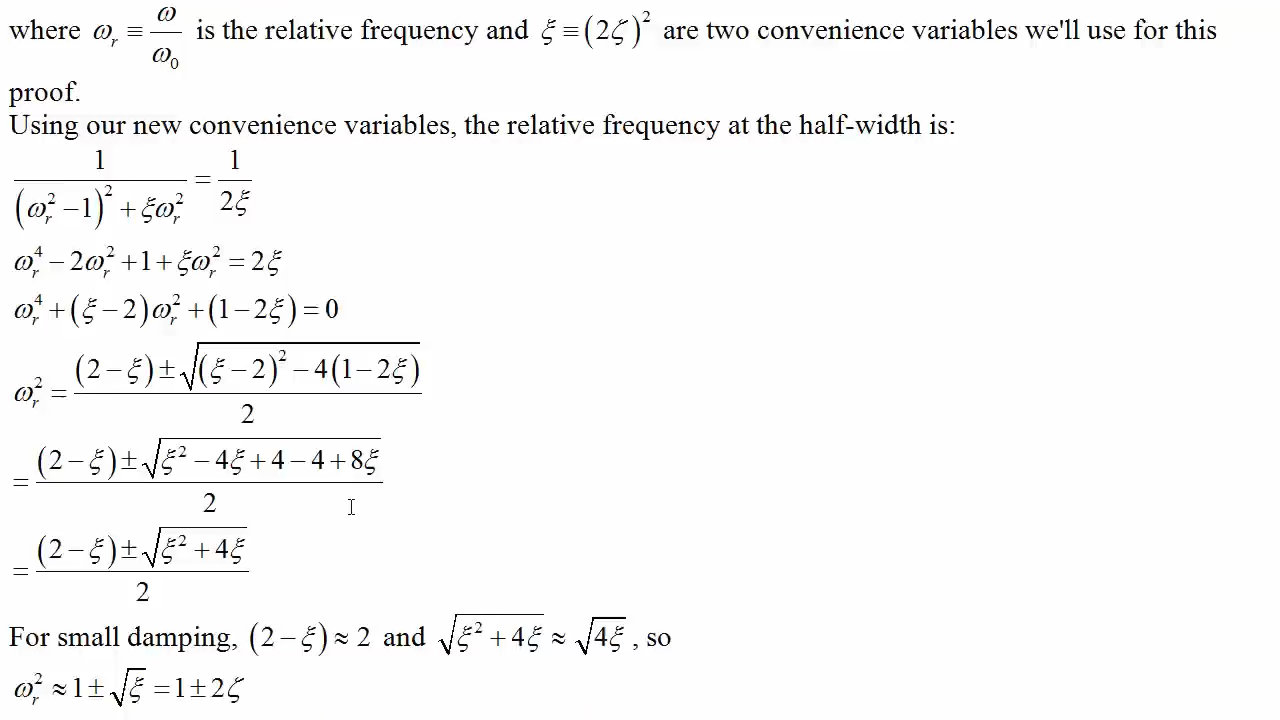 where ω_r ≡ ω/ω_0 is the relative frequency and ξ ≡ (2ζ)^2 are two convenience variables we'll use for this
proof.
Using our new convenience variables, the relative frequency at the half-width is:
1/((ω_r^2 − 1)^2 + ξω_r^2) = 1/(2ξ)
ω_r^4 − 2ω_r^2 + 1 + ξω_r^2 = 2ξ
ω_r^4 + (ξ − 2)ω_r^2 + (1 − 2ξ) = 0
ω_r^2 = ((2 − ξ) ± √((ξ − 2)^2 − 4(1 − 2ξ)))/2
= ((2 − ξ) ± √(ξ^2 − 4ξ + 4 − 4 + 8ξ))/2
= ((2 − ξ) ± √(ξ^2 + 4ξ))/2
For small damping, (2 − ξ) ≈ 2 and √(ξ^2 + 4ξ) ≈ √(4ξ), so
ω_r^2 ≈ 1 ± √ξ = 1 ± 2ζ